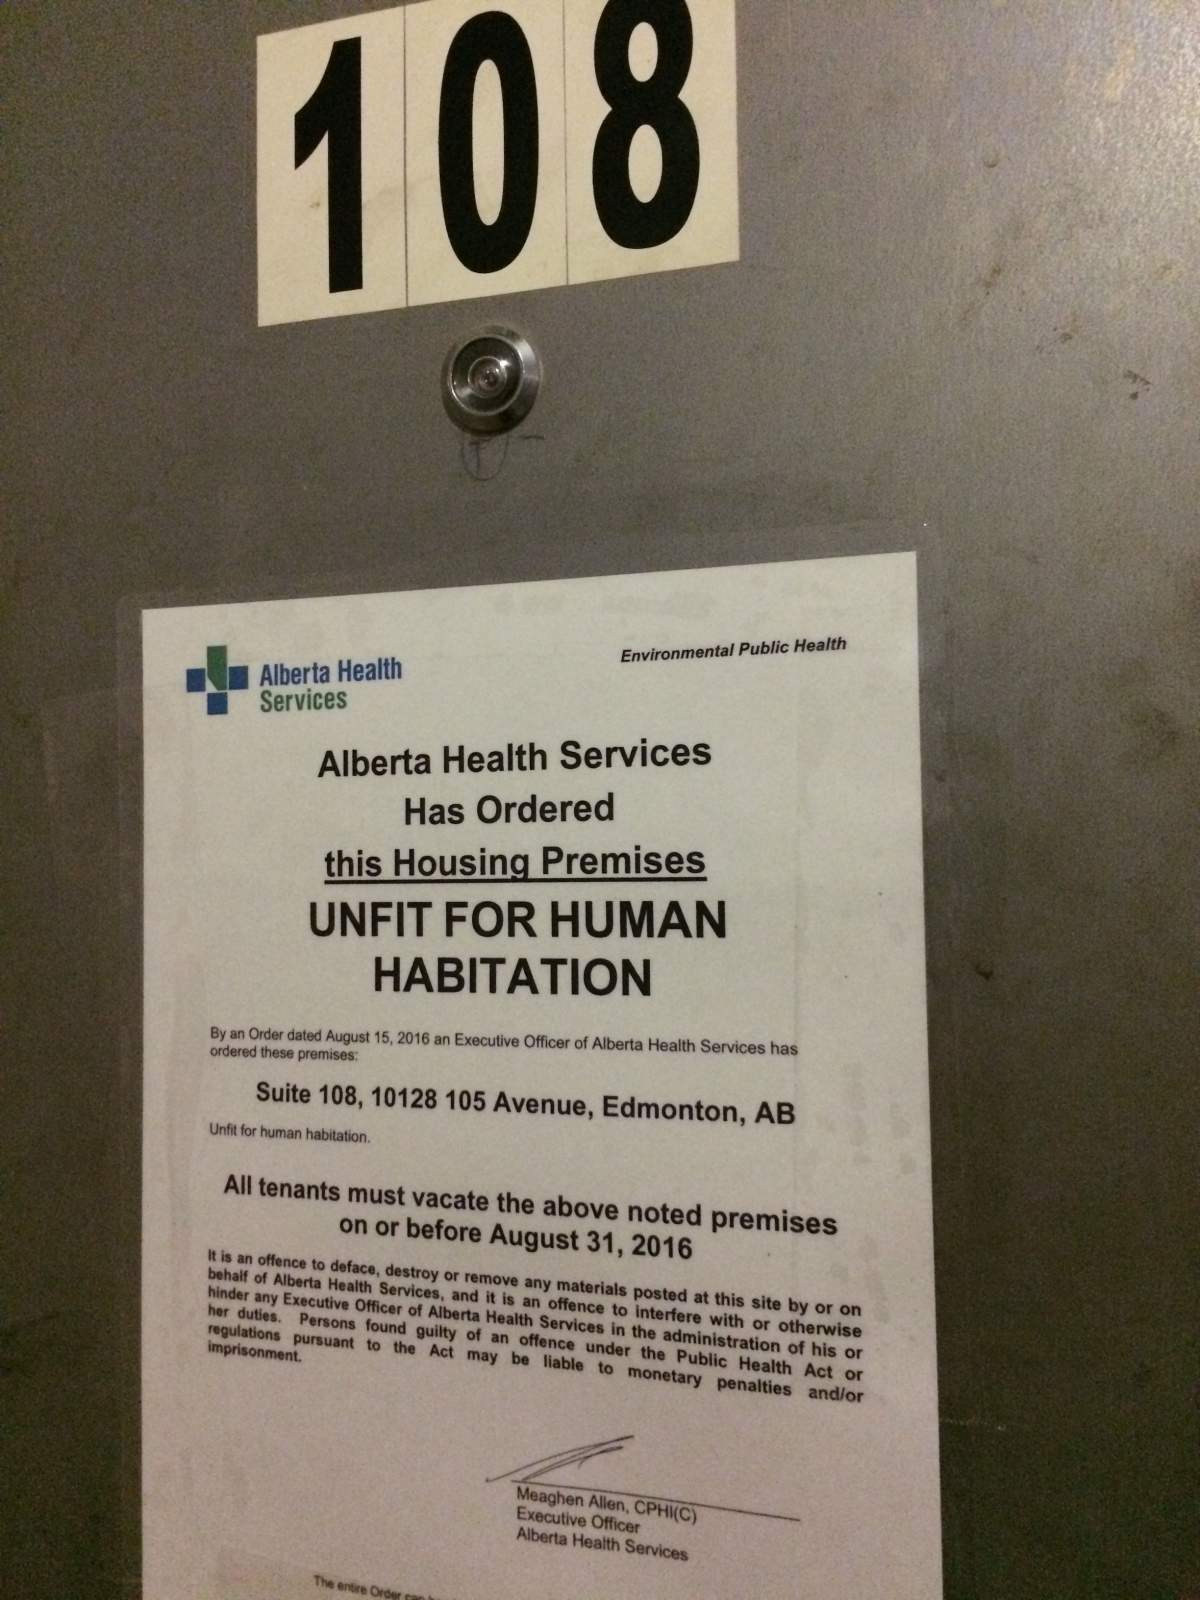 108
Alberta Health
Services
Environmental Public Health
Alberta Health Services
Has Ordered
this Housing Premises
UNFIT FOR HUMAN
HABITATION
By an Order dated August 15, 2016 an Executive Officer of Alberta Health Services has
ordered these premises:
Suite 108, 10128 105 Avenue, Edmonton, AB
Unfit for human habitation.
All tenants must vacate the above noted premises
on or before August 31, 2016
It is an offence to deface, destroy or remove any materials posted at this site by or on
behalf of Alberta Health Services, and it is an offence to interfere with or otherwise
hinder any Executive Officer of Alberta Health Services in the administration of his or
her duties. Persons found guilty of an offence under the Public Health Act or
regulations pursuant to the Act may be liable to monetary penalties and/or
imprisonment.
Meaghen Allen, CPHI(C)
Executive Officer
Alberta Health Services
The entire Order can